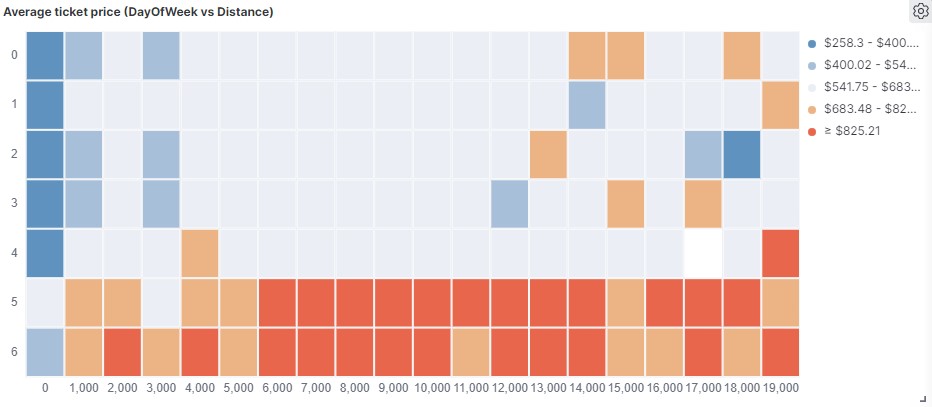 Average ticket price (DayOfWeek vs Distance)
$258.3 - $400....
$400.02 - $54...
$541.75 - $683...
$683.48 - $82...
≥ $825.21
0
1
2
3
4
5
6
0 1,000 2,000 3,000 4,000 5,000 6,000 7,000 8,000 9,000 10,000 11,000 12,000 13,000 14,000 15,000 16,000 17,000 18,000 19,000